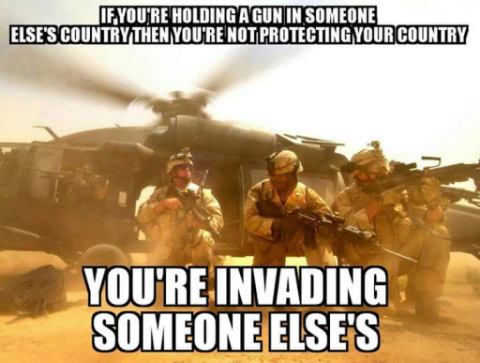 IF YOU'RE HOLDING A GUN IN SOMEONE
ELSE'S COUNTRY THEN YOU'RE NOT PROTECTING YOUR COUNTRY
YOU'RE INVADING
SOMEONE ELSE'S